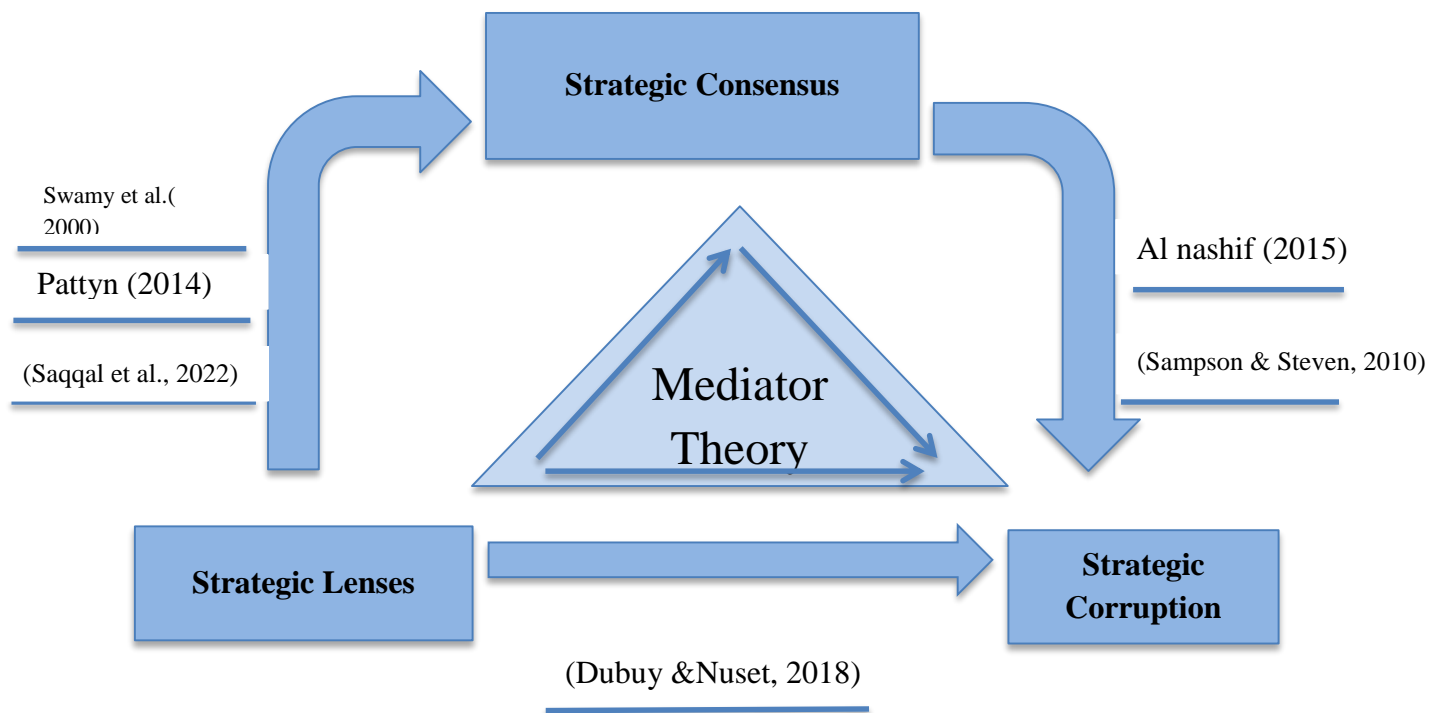 Strategic Consensus
Swamy et al.(
2000)
Pattyn (2014)
(Saqqal et al., 2022)
Al nashif (2015)
(Sampson & Steven, 2010)
Mediator
Theory
Strategic Lenses
Strategic
Corruption
(Dubuy &Nuset, 2018)